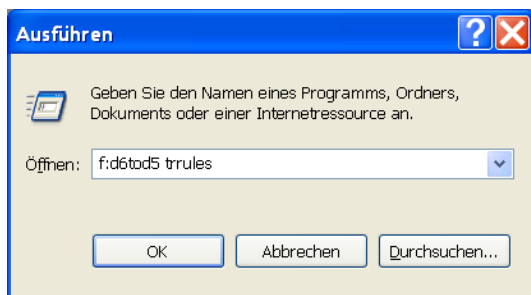 Ausführen
Geben Sie den Namen eines Programms, Ordners,
Dokuments oder einer Internetressource an.
Öffnen: f:d6tod5 trrules
OK Abbrechen Durchsuchen...